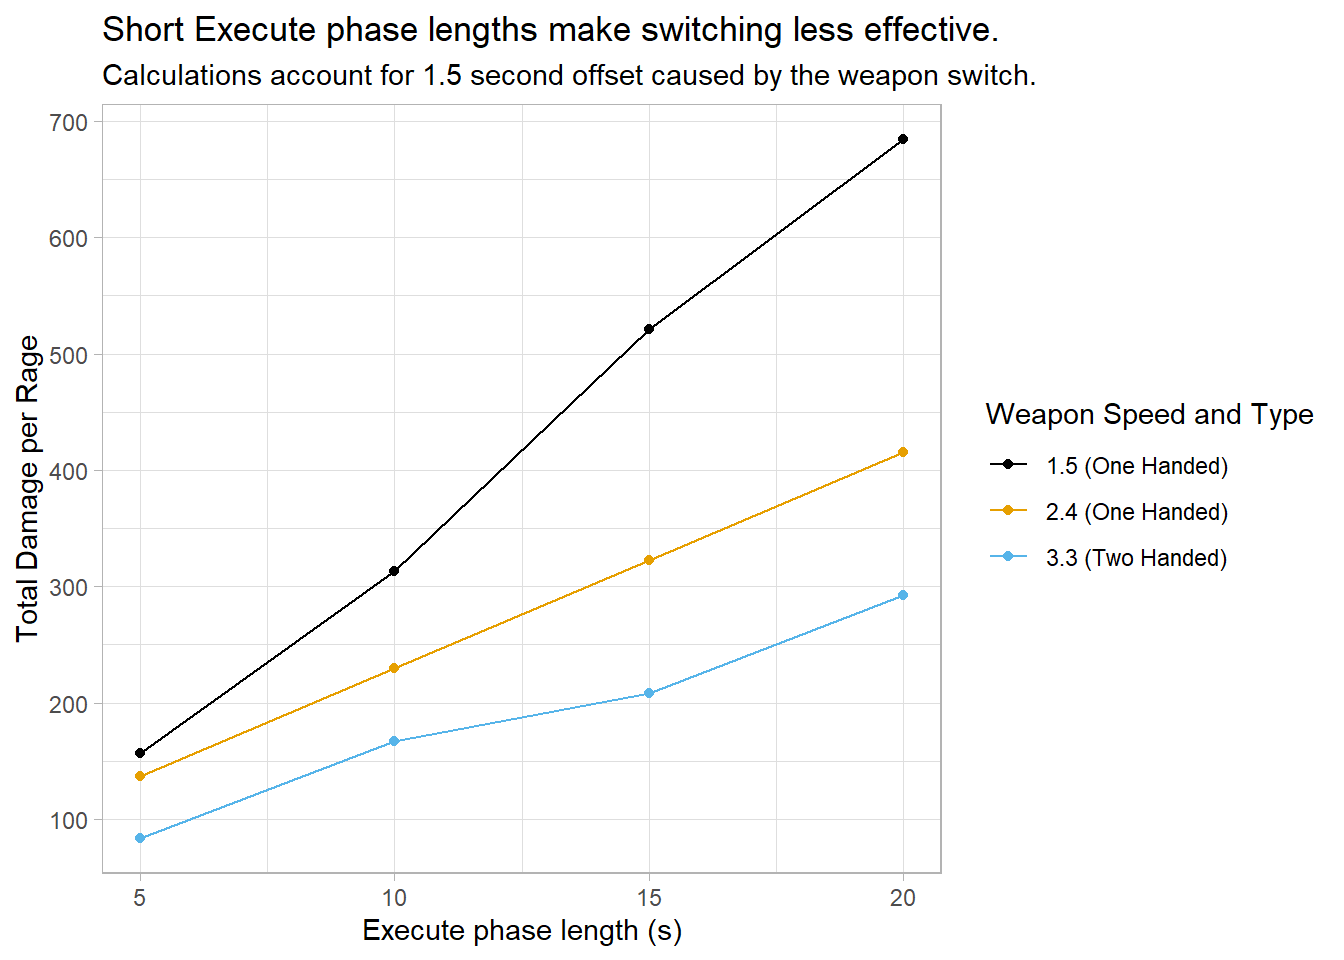 Short Execute phase lengths make switching less effective.
Calculations account for 1.5 second offset caused by the weapon switch.
Total Damage per Rage
700
600
500
400
300
200
100
5
10
15
20
Execute phase length (s)
Weapon Speed and Type
1.5 (One Handed)
2.4 (One Handed)
3.3 (Two Handed)